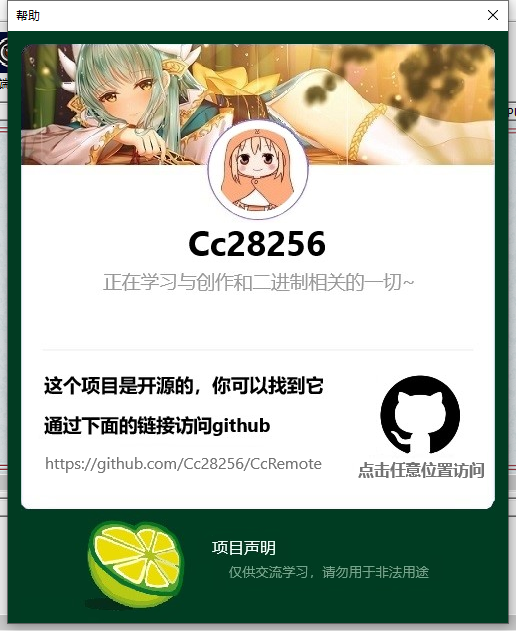 帮助
Cc28256
正在学习与创作和二进制相关的一切~
这个项目是开源的，你可以找到它
通过下面的链接访问github
https://github.com/Cc28256/CcRemote
点击任意位置访问
项目声明
仅供交流学习，请勿用于非法用途